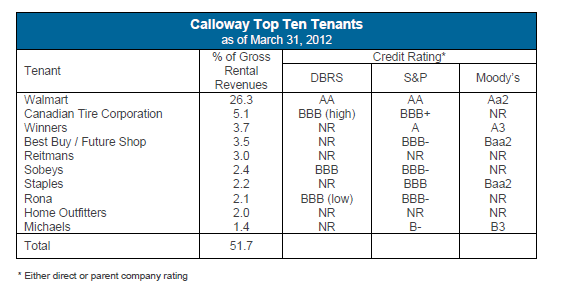 Calloway Top Ten Tenants
as of March 31, 2012
Tenant % of Gross Rental Revenues Credit Rating*
DBRS S&P Moody's
Walmart 26.3 AA AA Aa2
Canadian Tire Corporation 5.1 BBB (high) BBB+ NR
Winners 3.7 NR A A3
Best Buy / Future Shop 3.5 NR BBB- Baa2
Reitmans 3.0 NR NR NR
Sobeys 2.4 BBB BBB- NR
Staples 2.2 NR BBB Baa2
Rona 2.1 BBB (low) BBB- NR
Home Outfitters 2.0 NR NR NR
Michaels 1.4 NR B- B3
Total 51.7
* Either direct or parent company rating